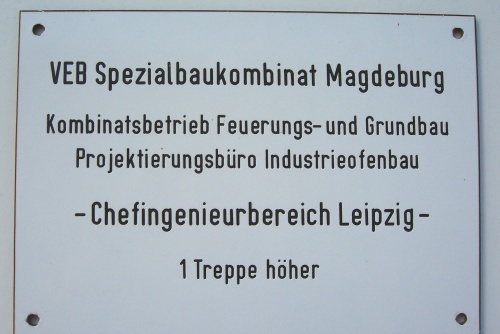 VEB Spezialbaukombinat Magdeburg
Kombinatsbetrieb Feuerungs-und Grundbau
Projektierungsbüro Industrieofenbau
-Chefingenieurbereich Leipzig-
1 Treppe höher